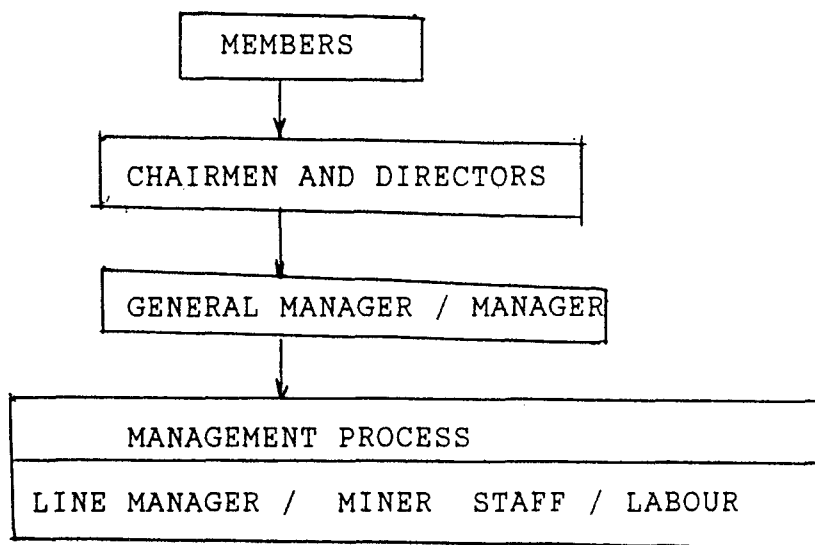 MEMBERS
CHAIRMEN AND DIRECTORS
GENERAL MANAGER / MANAGER
MANAGEMENT PROCESS
LINE MANAGER / MINER STAFF / LABOUR